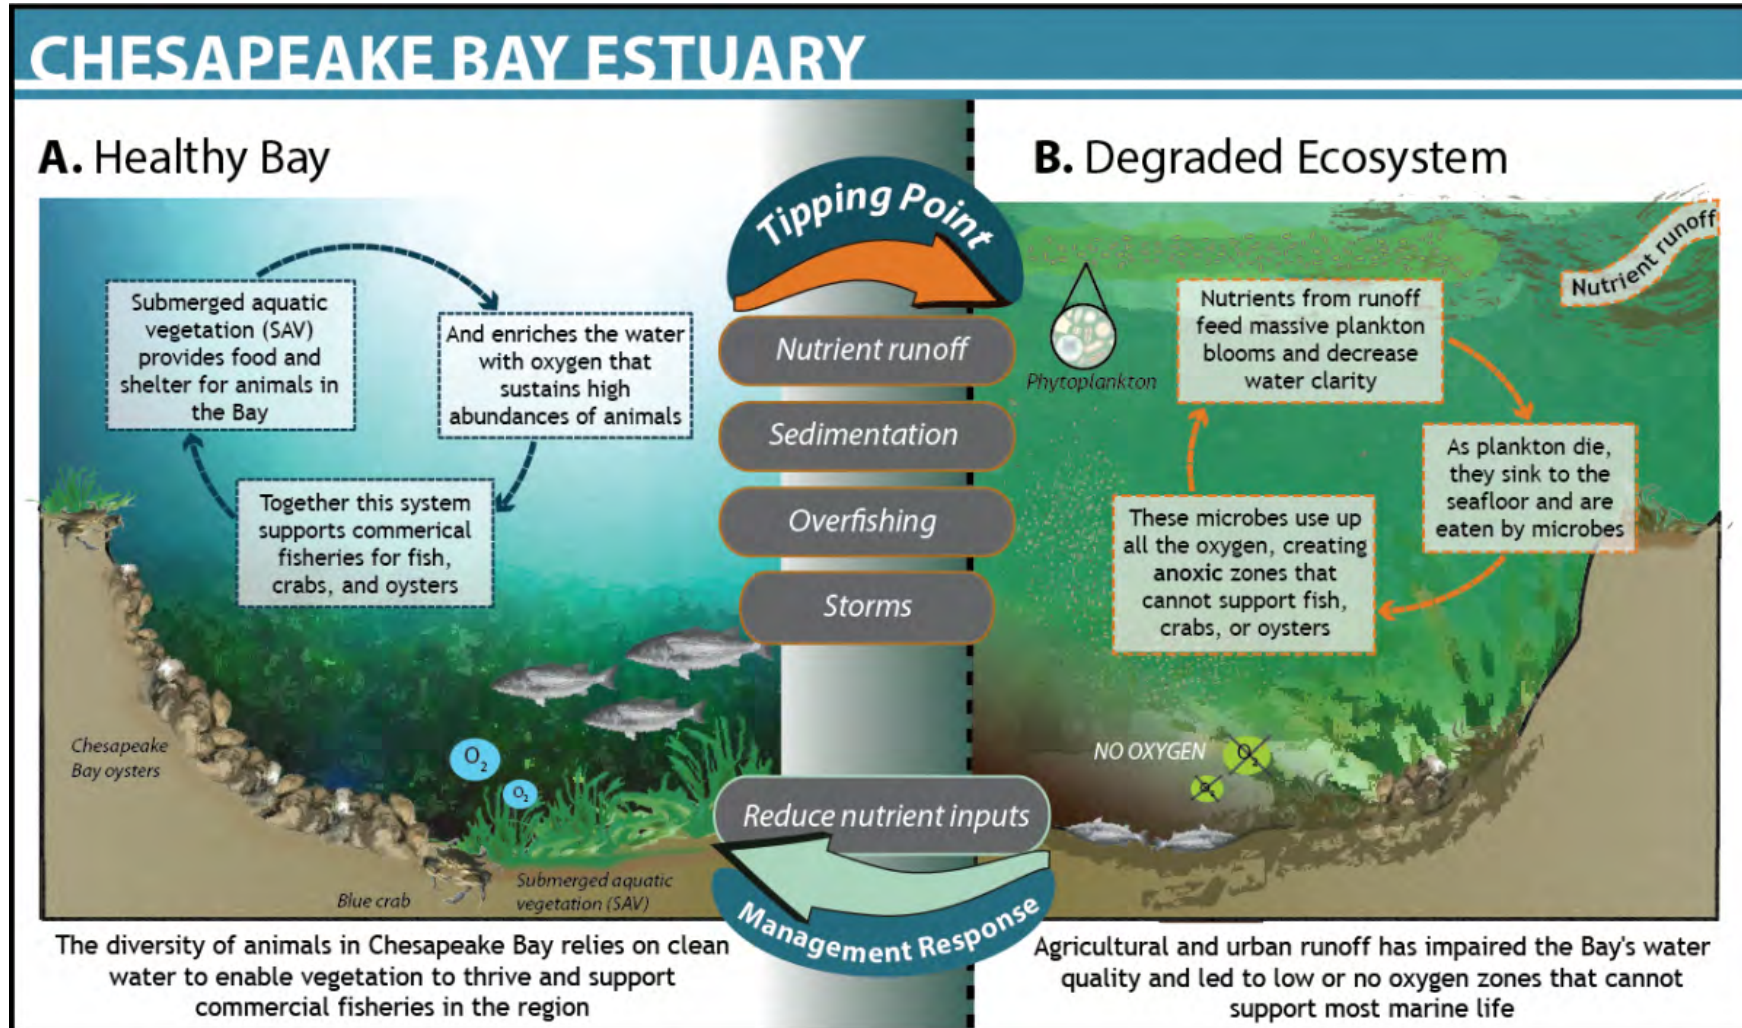 CHESAPEAKE BAY ESTUARY
A. Healthy Bay
Submerged aquatic
vegetation (SAV)
provides food and
shelter for animals in
the Bay
And enriches the water
with oxygen that
sustains high
abundances of animals
Together this system
supports commerical
fisheries for fish,
crabs, and oysters
Chesapeake
Bay oysters
O2
O2
Blue crab
Submerged aquatic
vegetation (SAV)
The diversity of animals in Chesapeake Bay relies on clean
water to enable vegetation to thrive and support
commercial fisheries in the region
Tipping Point
Nutrient runoff
Sedimentation
Overfishing
Storms
Reduce nutrient inputs
Management Response
B. Degraded Ecosystem
Nutrient runoff
Phytoplankton
Nutrients from runoff
feed massive plankton
blooms and decrease
water clarity
As plankton die,
they sink to the
seafloor and are
eaten by microbes
These microbes use up
all the oxygen, creating
anoxic zones that
cannot support fish,
crabs, or oysters
NO OXYGEN
O2
O2
Agricultural and urban runoff has impaired the Bay's water
quality and led to low or no oxygen zones that cannot
support most marine life